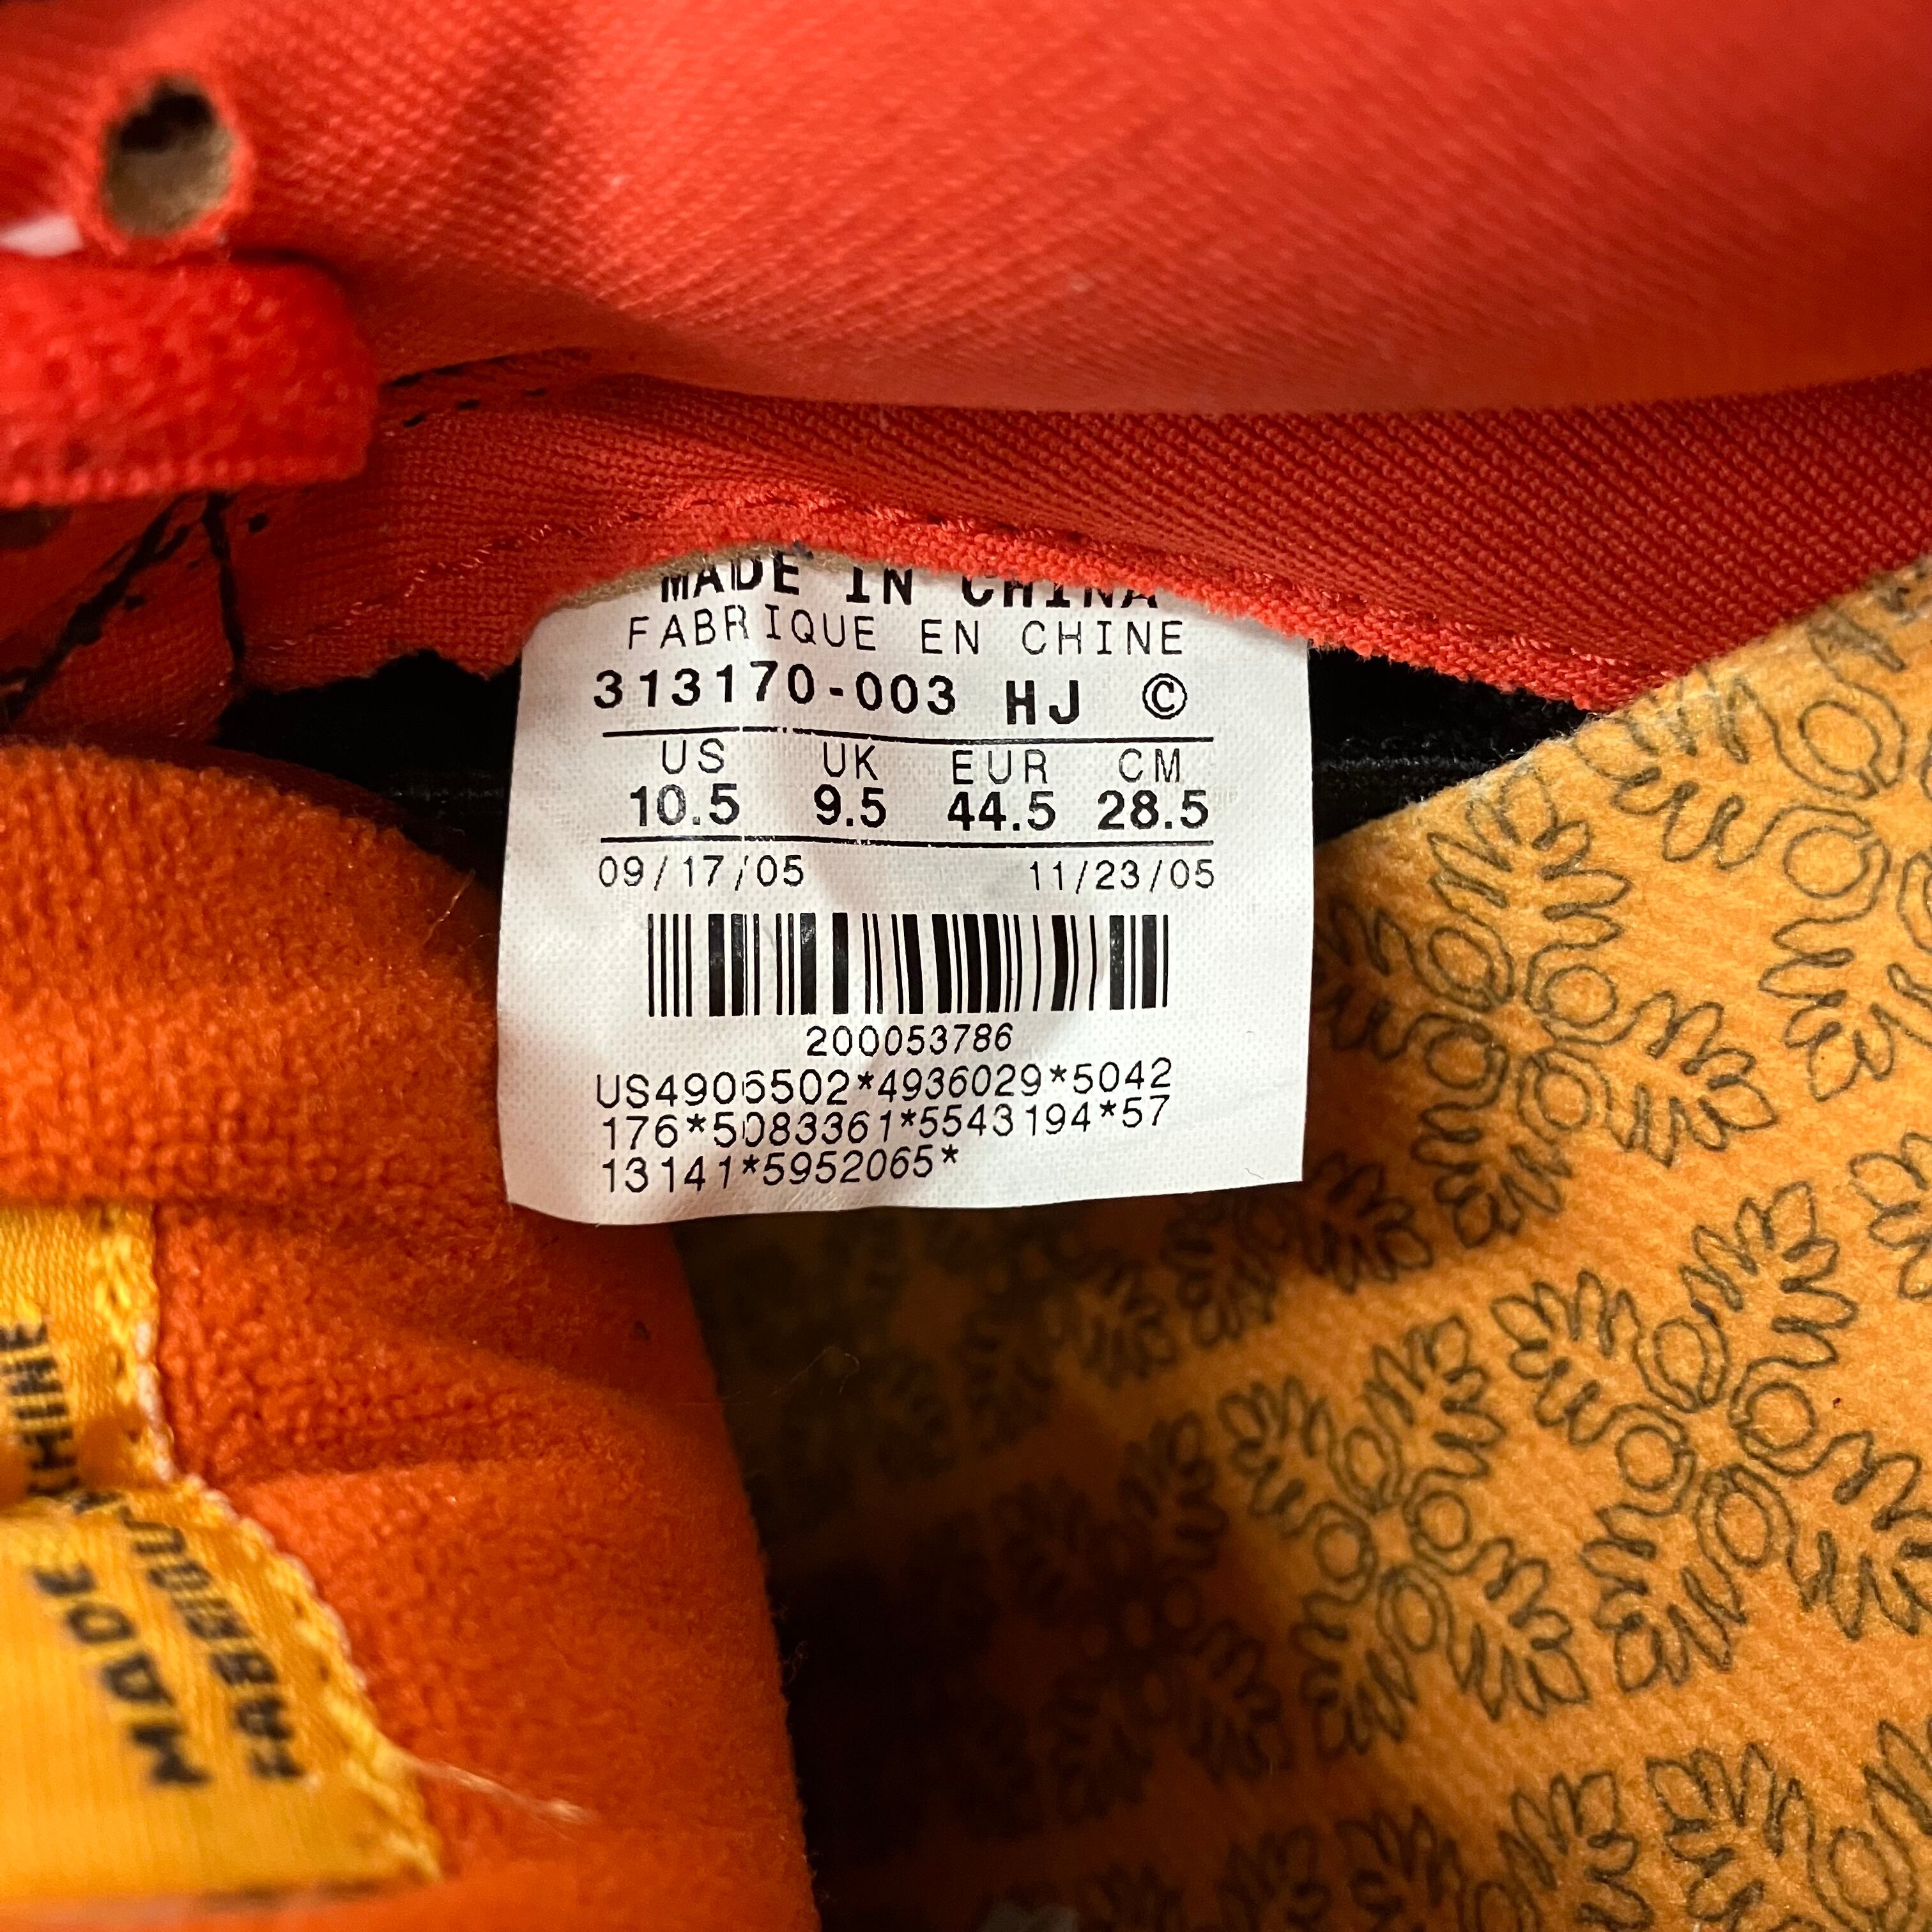 MADE IN CHINA
FABRIQUE EN CHINE
313170-003 HJ ©
US UK EUR CM
10.5 9.5 44.5 28.5
09/17/05 11/23/05
200053786
US4906502*4936029*5042
176*5083361*5543194*57
13141*5952065*
CHINE
MADE
FABRIQU